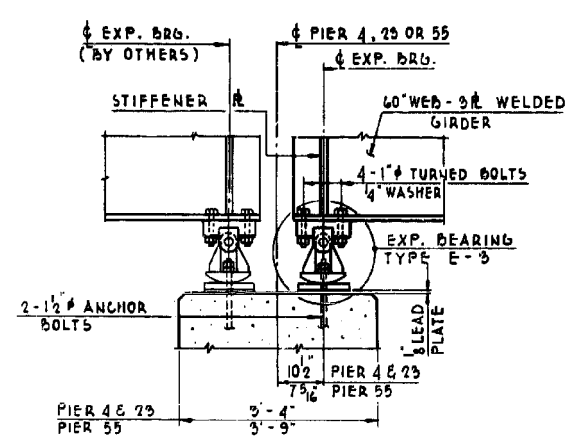 ℄ EXP. BRG.
(BY OTHERS)
℄ PIER 4, 23 OR 55
℄ EXP. BRG.
STIFFENER ℞
60" WEB - 3 ℞ WELDED
GIRDER
4-1" ϕ TURNED BOLTS
1/4" WASHER
EXP. BEARING
TYPE E-3
2-1½" ϕ ANCHOR
BOLTS
1/8" LEAD
PLATE
10½" PIER 4 & 23
7 5/16" PIER 55
PIER 4 & 23 3'-4"
PIER 55 3'-9"